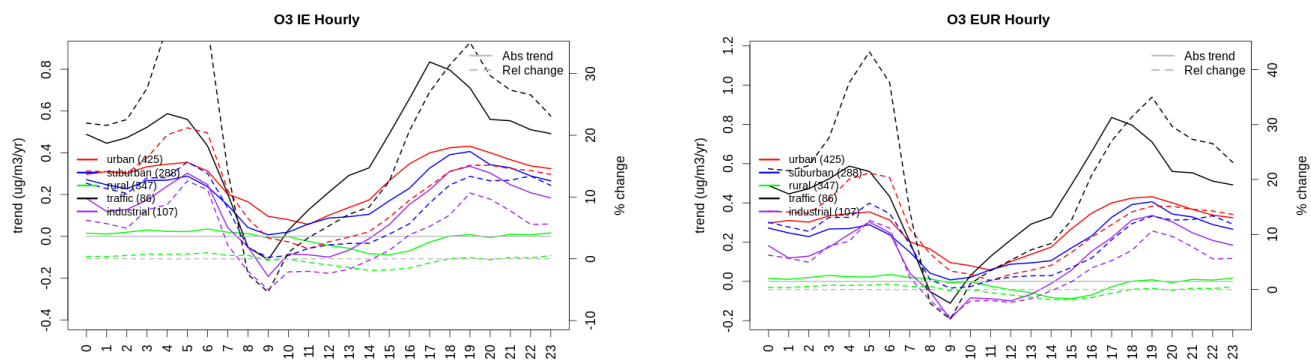 O3 IE Hourly
Abs trend
Rel change
urban (425)
suburban (288)
rural (347)
traffic (86)
industrial (107)
trend (ug/m3/yr)
-0.4 -0.2 0.0 0.2 0.4 0.6 0.8
% change
-10 0 10 20 30
0 1 2 3 4 5 6 7 8 9 10 11 12 13 14 15 16 17 18 19 20 21 22 23
O3 EUR Hourly
Abs trend
Rel change
urban (425)
suburban (288)
rural (347)
traffic (86)
industrial (107)
trend (ug/m3/yr)
-0.2 0.0 0.2 0.4 0.6 0.8 1.0 1.2
% change
0 10 20 30 40
0 1 2 3 4 5 6 7 8 9 10 11 12 13 14 15 16 17 18 19 20 21 22 23